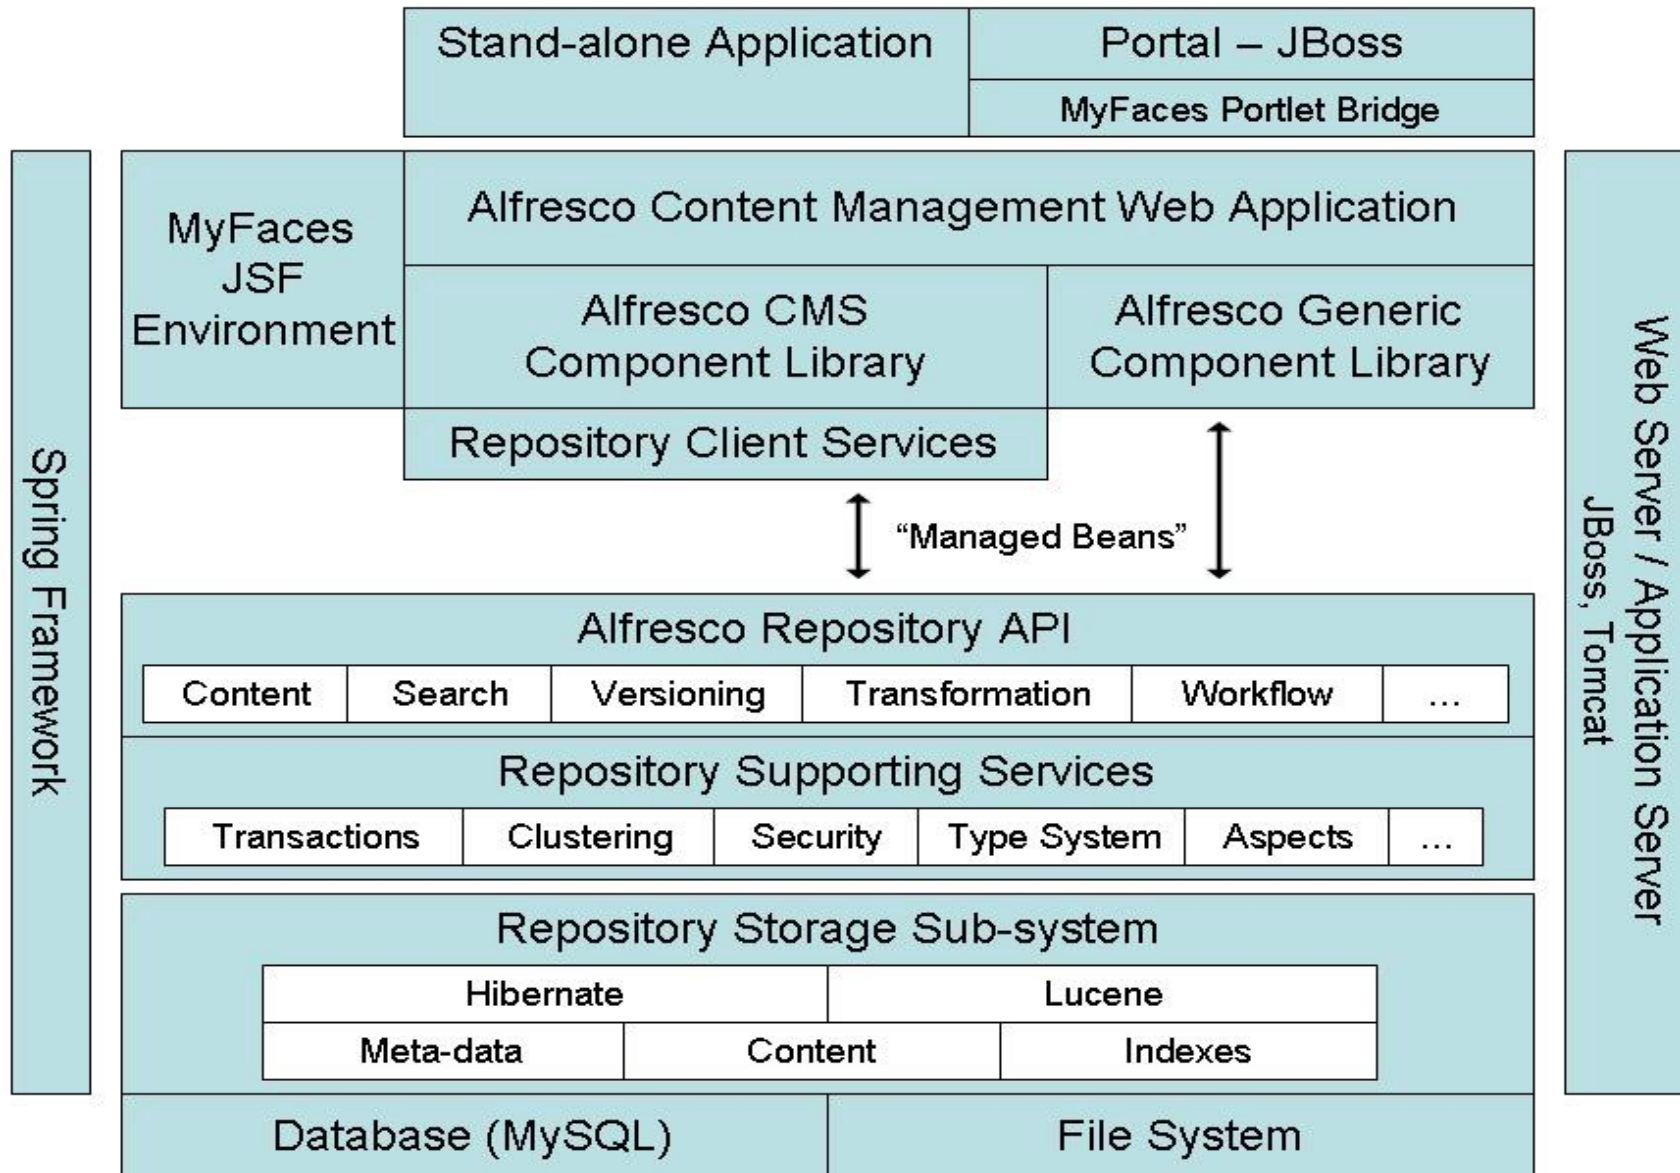 Stand-alone Application
Portal – JBoss
MyFaces Portlet Bridge
Spring Framework
MyFaces
JSF
Environment
Alfresco Content Management Web Application
Alfresco CMS
Component Library
Alfresco Generic
Component Library
Repository Client Services
“Managed Beans”
Web Server / Application Server
JBoss, Tomcat
Alfresco Repository API
Content
Search
Versioning
Transformation
Workflow
…
Repository Supporting Services
Transactions
Clustering
Security
Type System
Aspects
…
Repository Storage Sub-system
Hibernate
Lucene
Meta-data
Content
Indexes
Database (MySQL)
File System